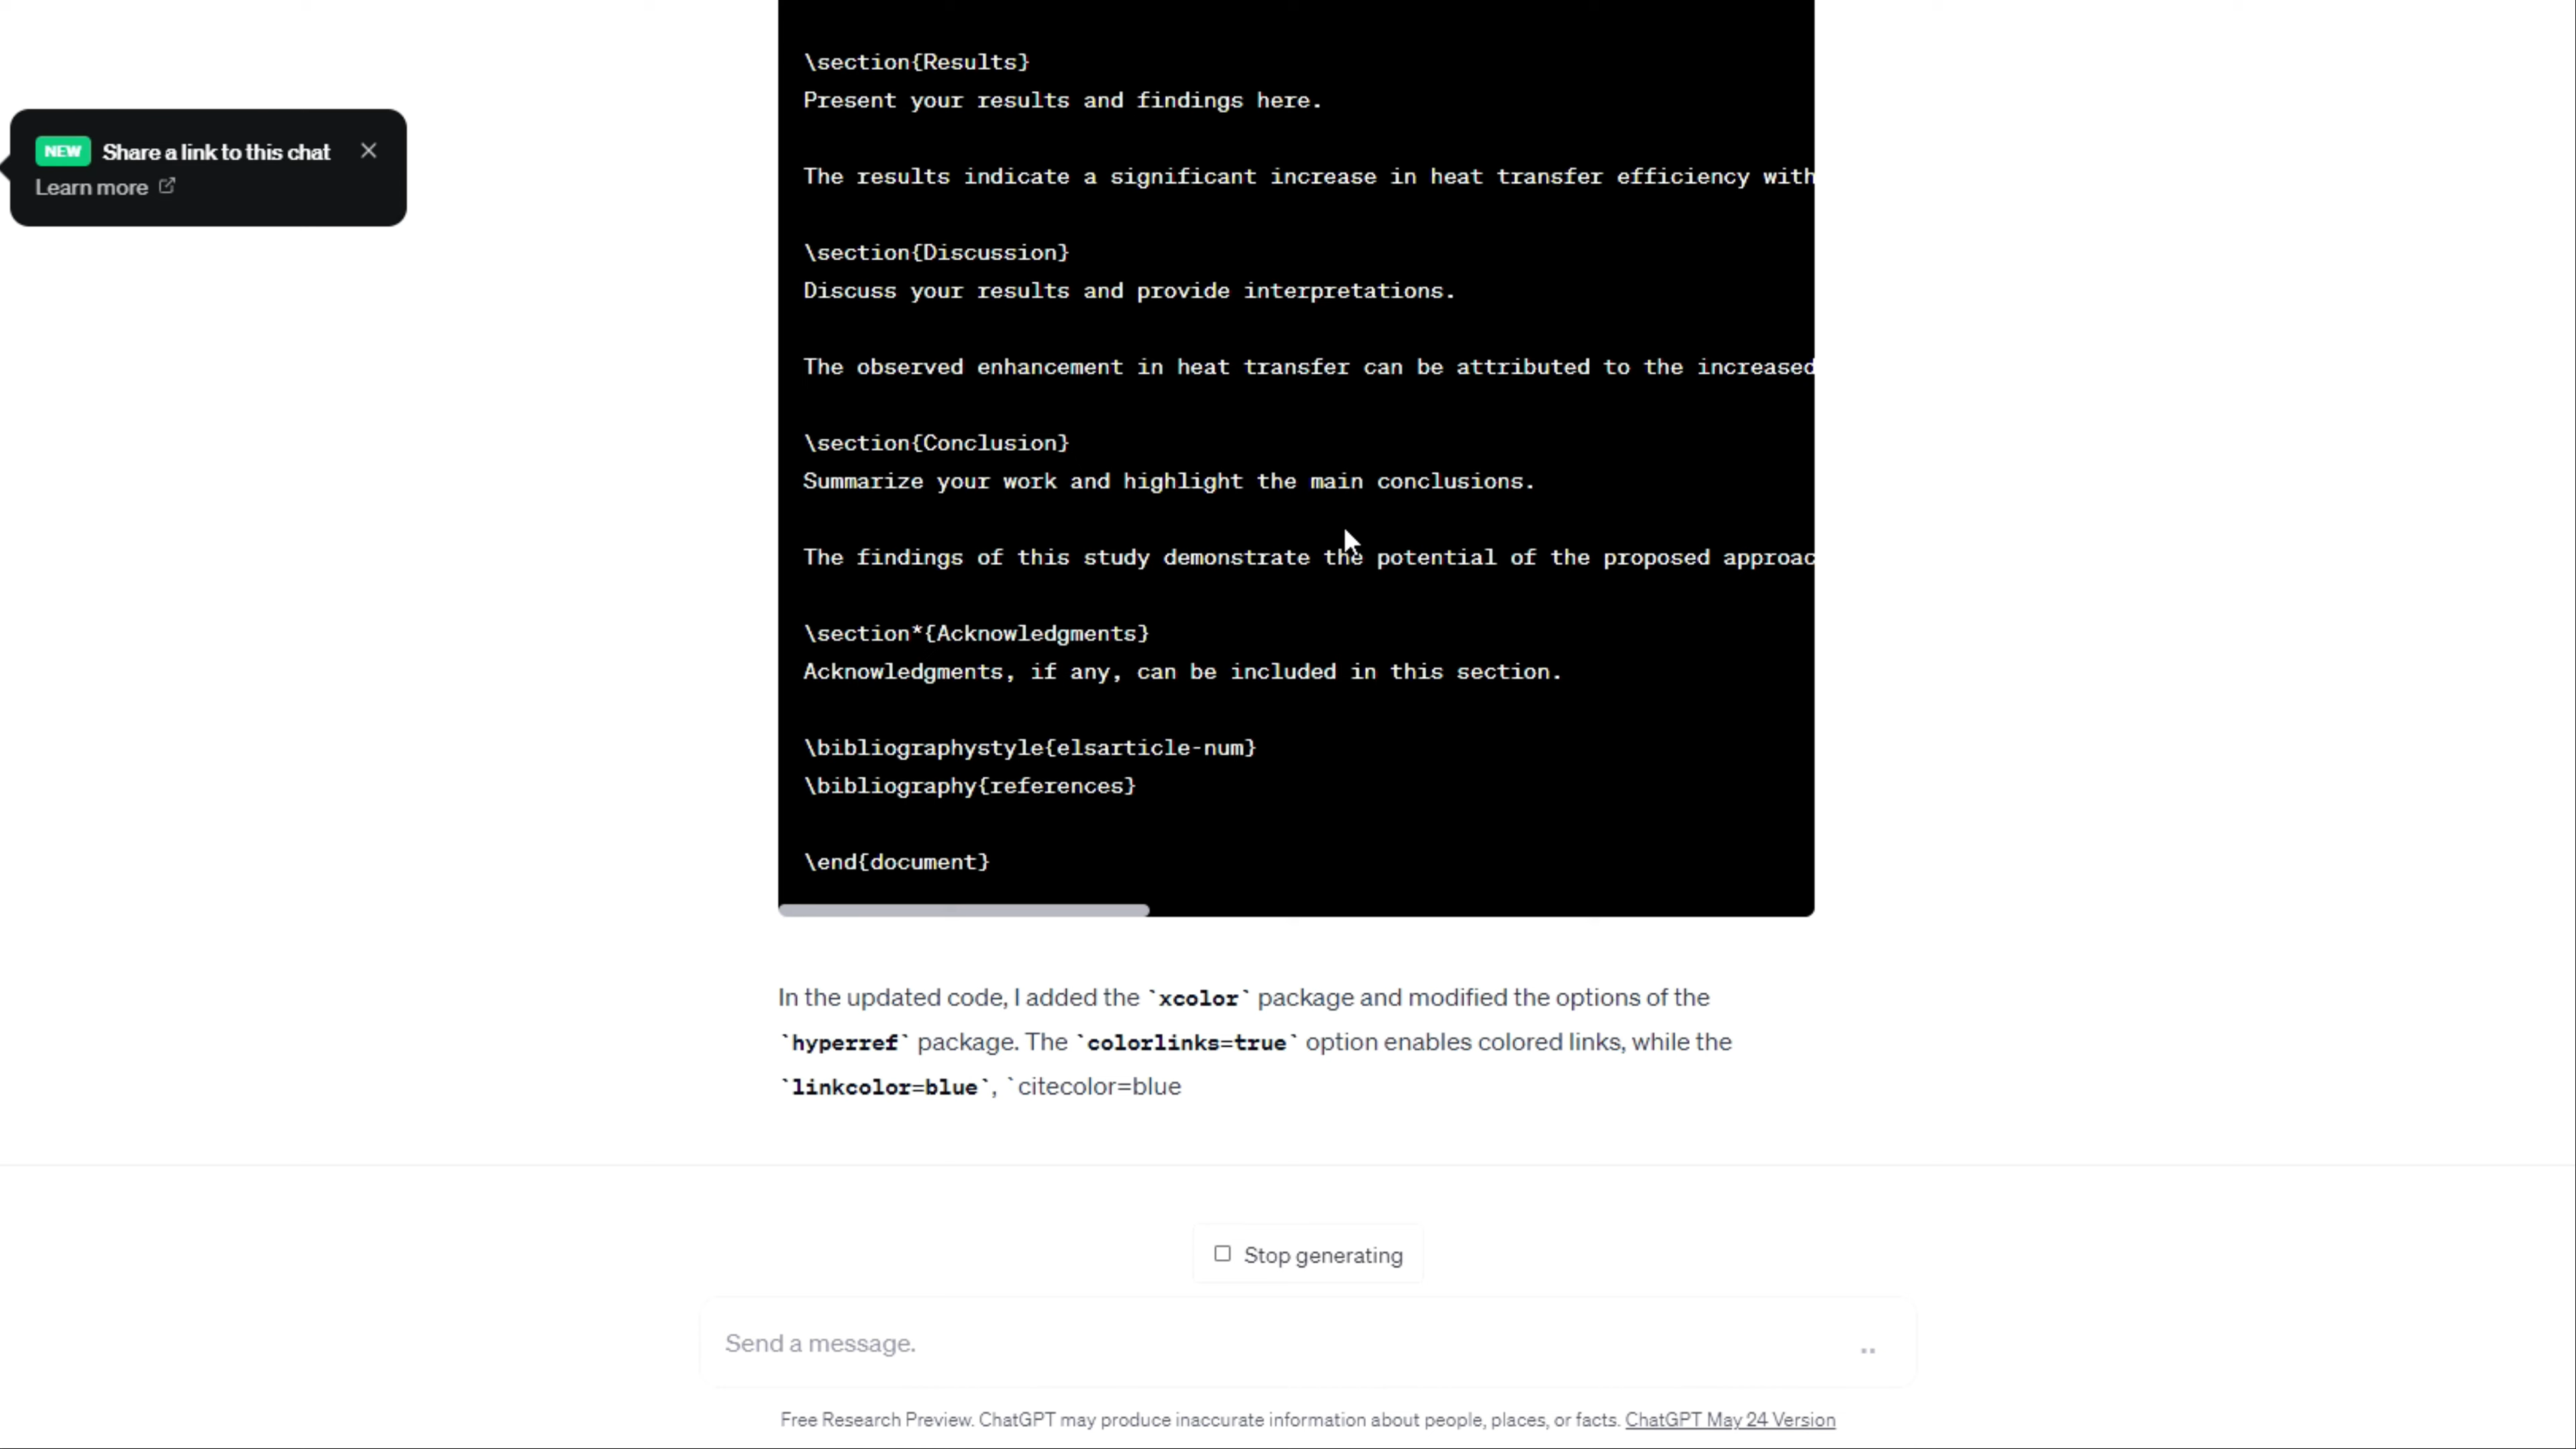 \section{Results}
Present your results and findings here.
The results indicate a significant increase in heat transfer efficiency with
\section{Discussion}
Discuss your results and provide interpretations.
The observed enhancement in heat transfer can be attributed to the increased
\section{Conclusion}
Summarize your work and highlight the main conclusions.
The findings of this study demonstrate the potential of the proposed approac
\section*{Acknowledgments}
Acknowledgments, if any, can be included in this section.
\bibliographystyle{elsarticle-num}
\bibliography{references}
\end{document}
NEW Share a link to this chat
Learn more
In the updated code, I added the `xcolor` package and modified the options of the
`hyperref` package. The `colorlinks=true` option enables colored links, while the
`linkcolor=blue`, `citecolor=blue
Stop generating
Send a message.
Free Research Preview. ChatGPT may produce inaccurate information about people, places, or facts. ChatGPT May 24 Version